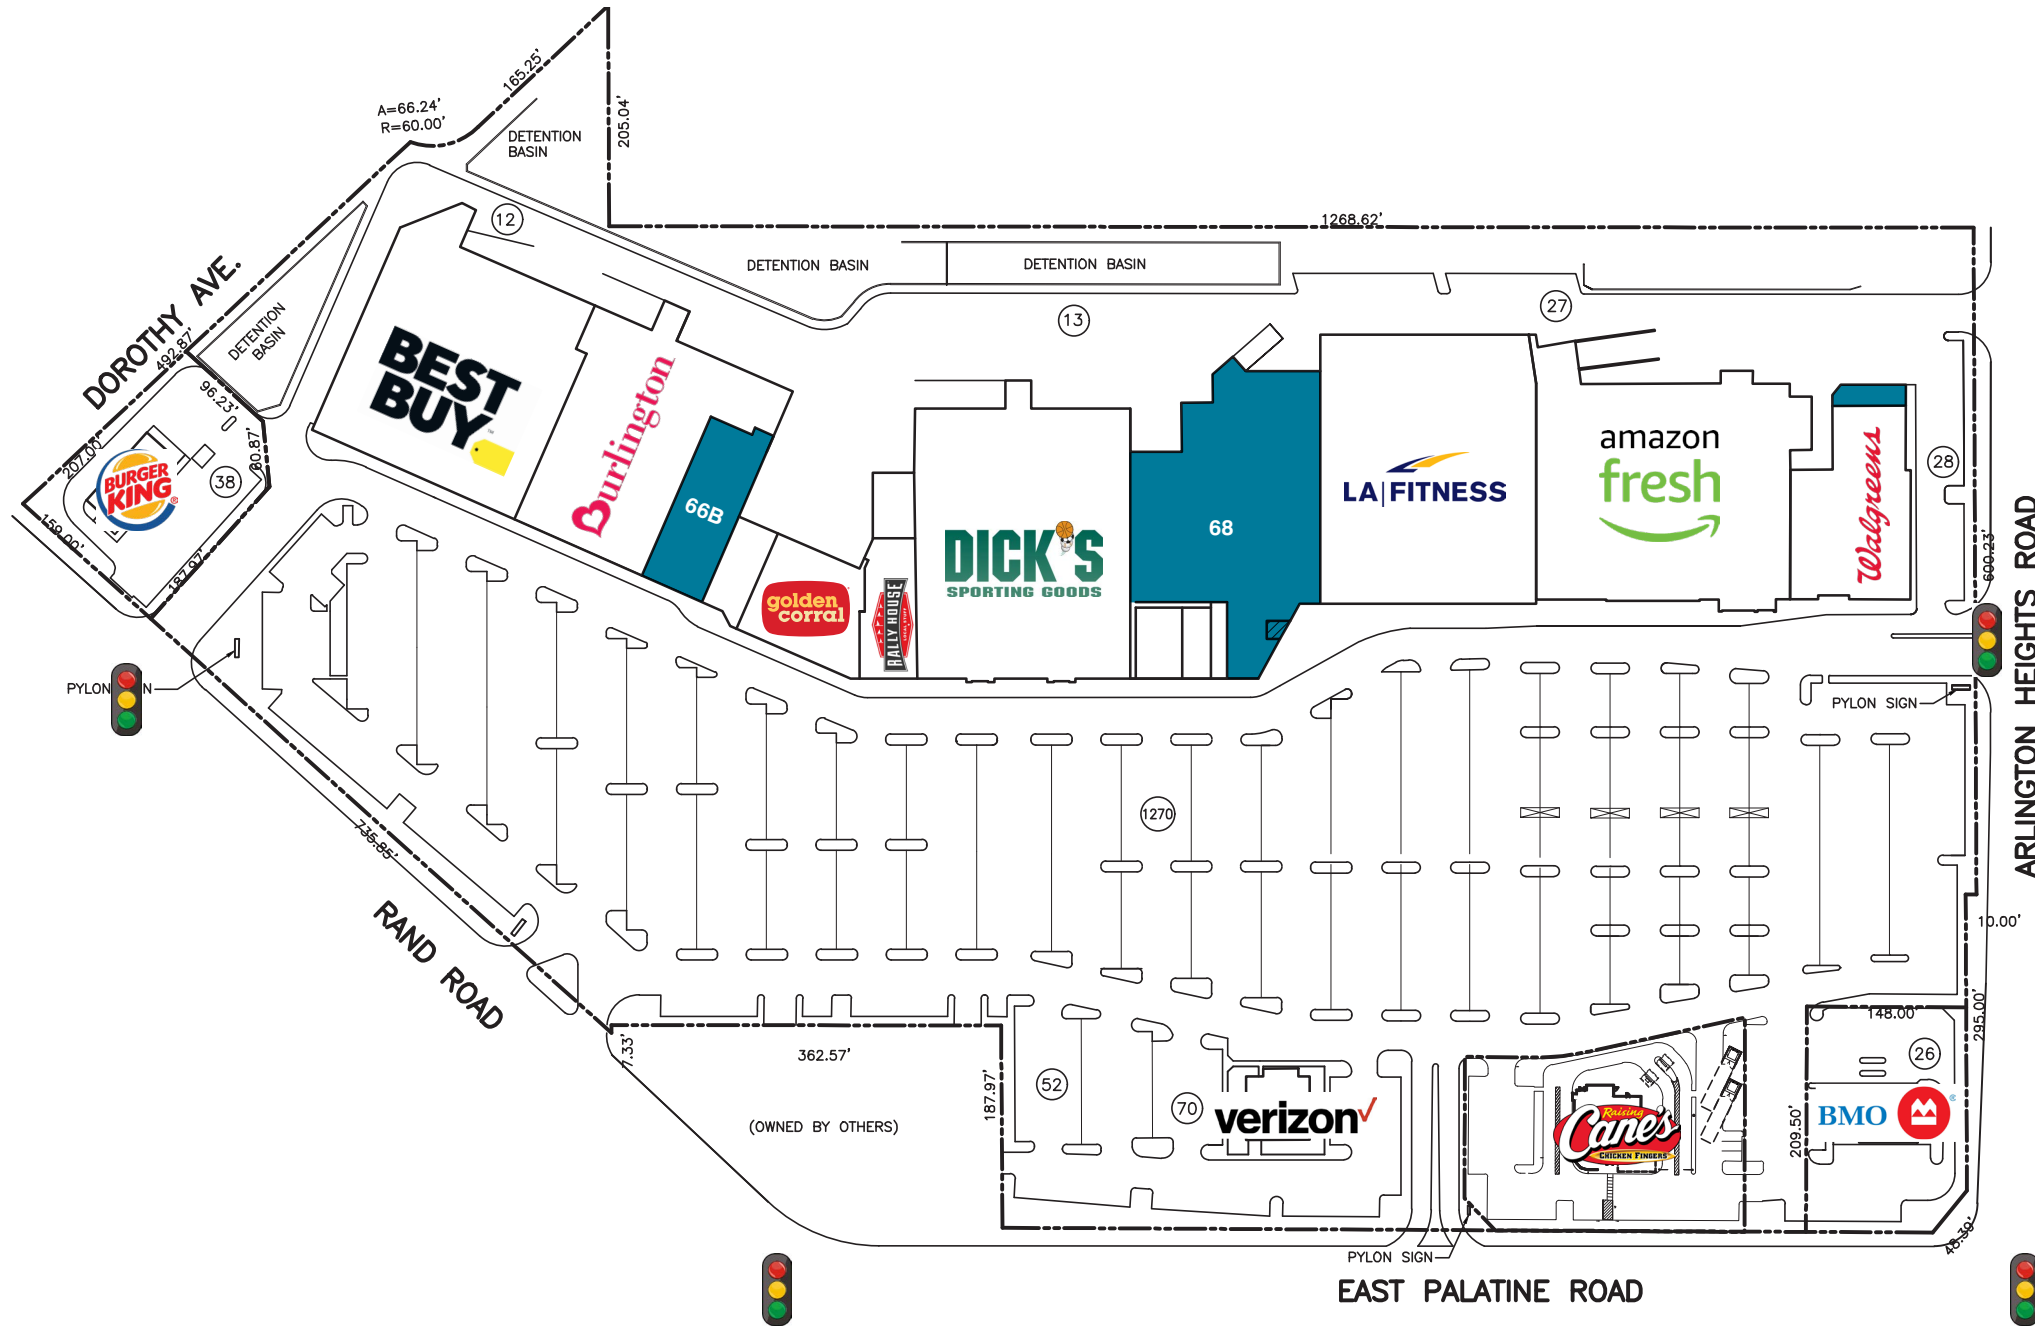 165.25'
A=66.24'
R=60.00'
205.04'
DETENTION
BASIN
12
1268.62'
DETENTION BASIN
DETENTION BASIN
DOROTHY AVE.
492.87'
DETENTION
BASIN
13
27
96.23'
207.00'
60.87'
BURGER
KING®
38
159.00'
187.97'
BEST
BUY
™
Burlington
66B
golden
corral
RALLY HOUSE
DICK'S
SPORTING GOODS
68
LA|FITNESS
amazon
fresh
Walgreens
28
600.23'
ARLINGTON HEIGHTS ROAD
PYLON SIGN
735.85'
RAND ROAD
1270
10.00'
7.33'
362.57'
(OWNED BY OTHERS)
187.97'
52
70
verizon
Raising
Cane's
CHICKEN FINGERS
148.00'
295.00'
26
209.50'
BMO
®
48.39'
PYLON SIGN
EAST PALATINE ROAD